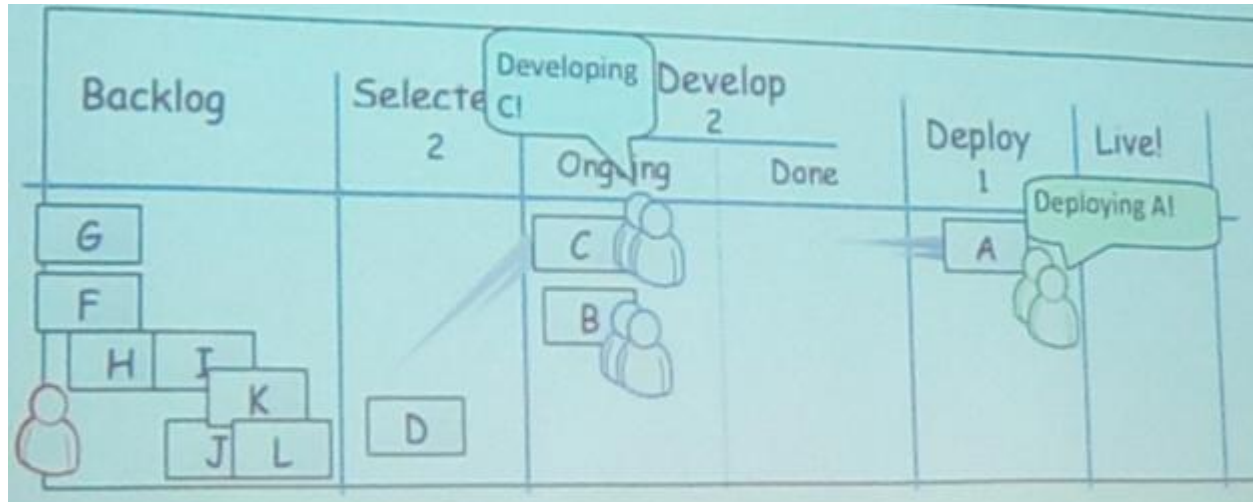 Backlog
Selecte
2
Developing
C!
Develop
2
Ongoing
Done
Deploy
1
Live!
Deploying A!
G
F
H I
K
J L
D
C
B
A